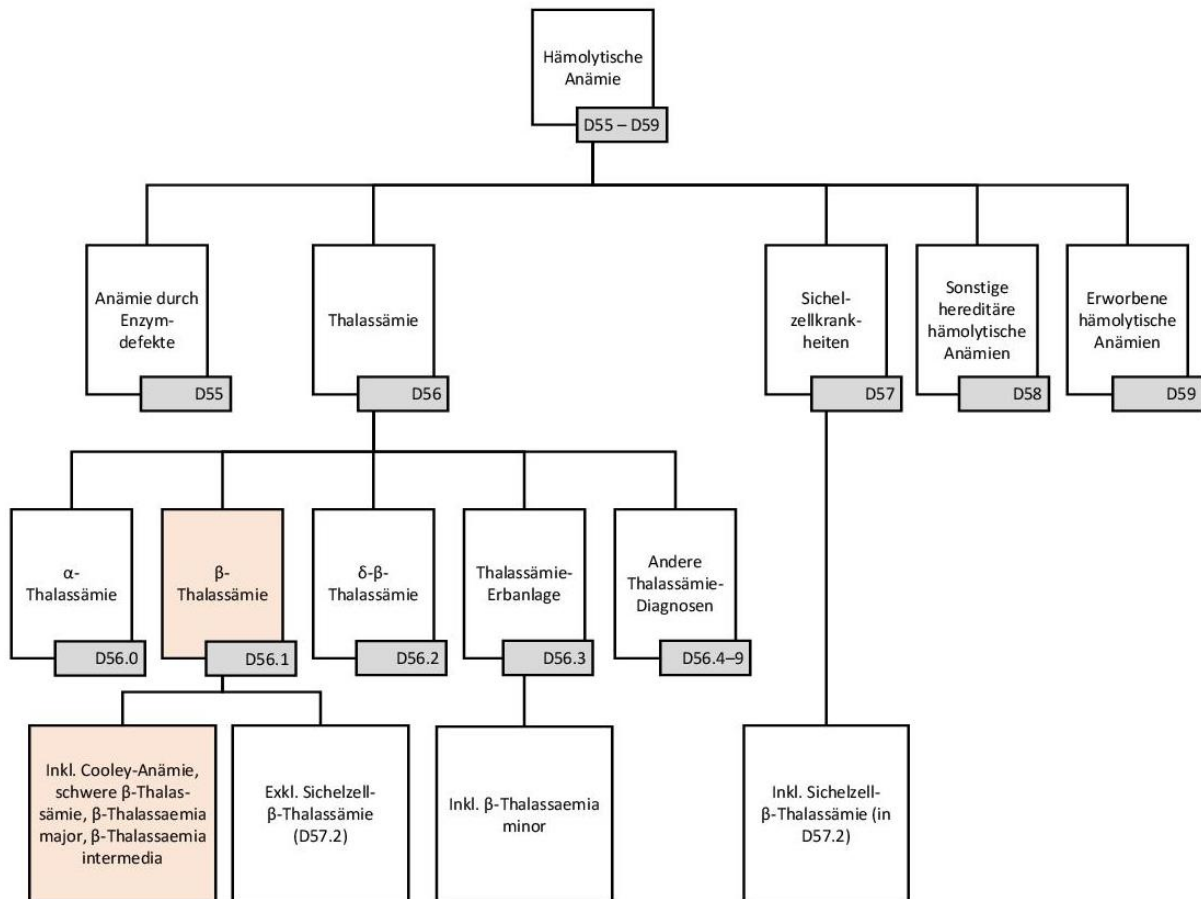 Hämolytische
Anämie
D55 – D59
Anämie durch
Enzym-
defekte
D55
Thalassämie
D56
Sichel-
zellkrank-
heiten
D57
Sonstige
hereditäre
hämolytische
Anämien
D58
Erworbene
hämolytische
Anämien
D59
α-
Thalassämie
D56.0
β-
Thalassämie
D56.1
δ-β-
Thalassämie
D56.2
Thalassämie-
Erbanlage
D56.3
Andere
Thalassämie-
Diagnosen
D56.4–9
Inkl. Cooley-Anämie,
schwere β-Thalas-
sämie, β-Thalassaemia
major, β-Thalassaemia
intermedia
Exkl. Sichelzell-
β-Thalassämie
(D57.2)
Inkl. β-Thalassaemia
minor
Inkl. Sichelzell-
β-Thalassämie (in
D57.2)